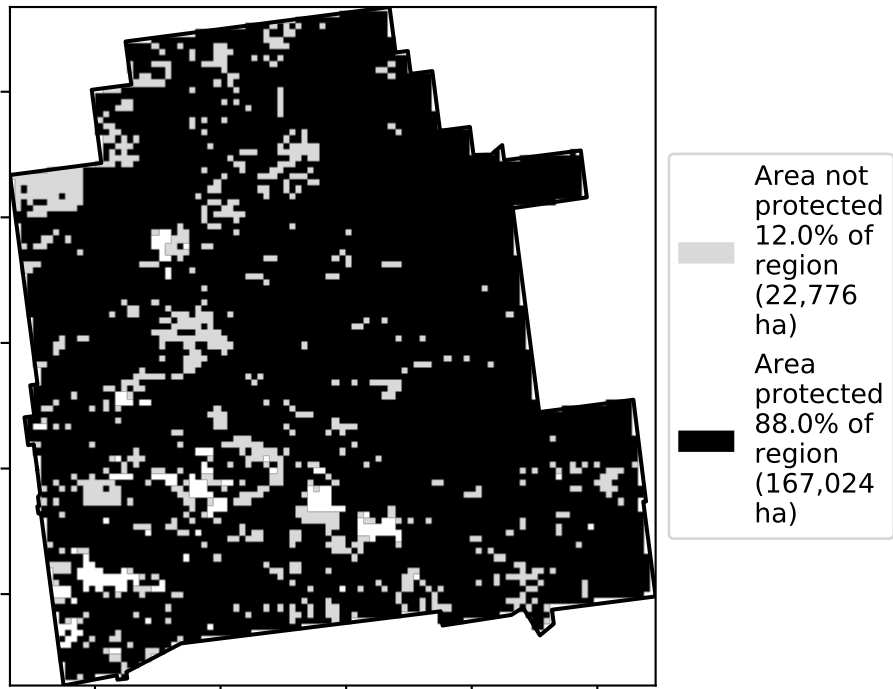 Area not
protected
12.0% of
region
(22,776
ha)
Area
protected
88.0% of
region
(167,024
ha)